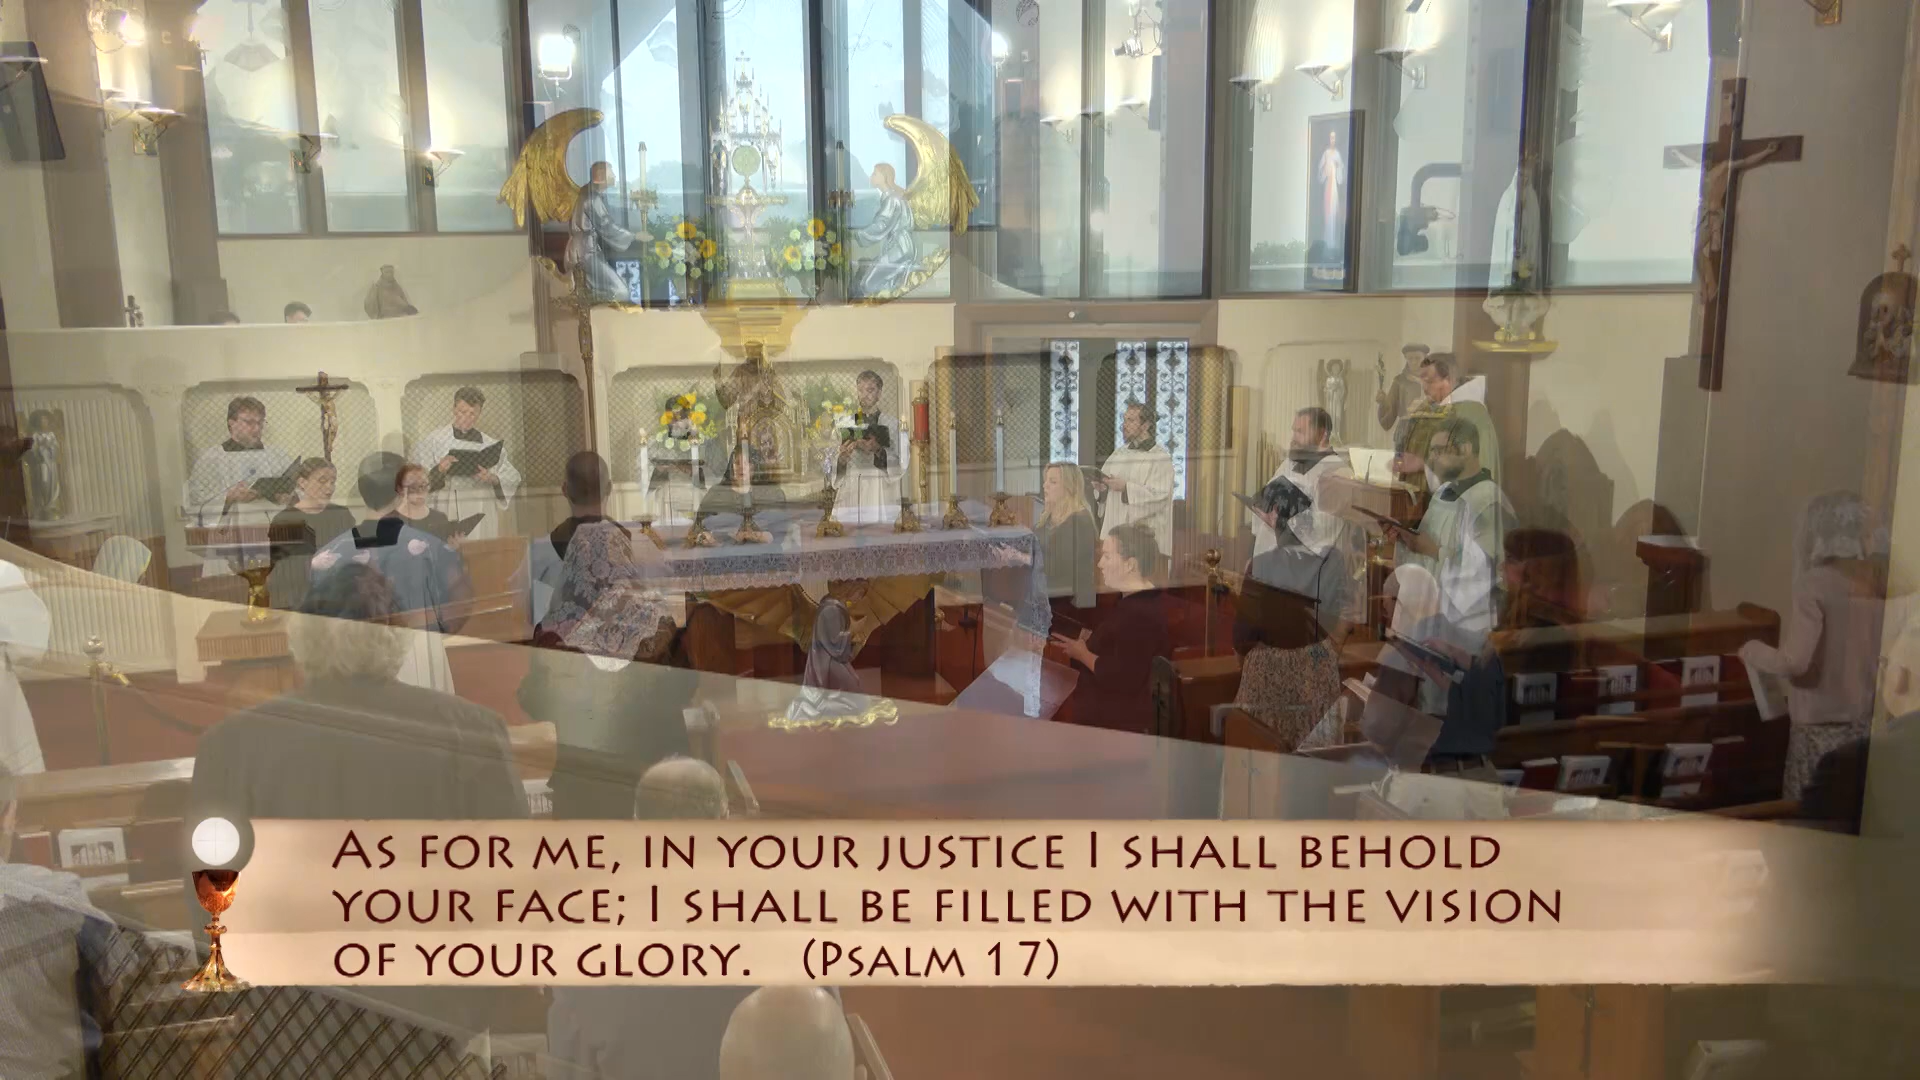 AS FOR ME, IN YOUR JUSTICE I SHALL BEHOLD
YOUR FACE; I SHALL BE FILLED WITH THE VISION
OF YOUR GLORY. (PSALM 17)